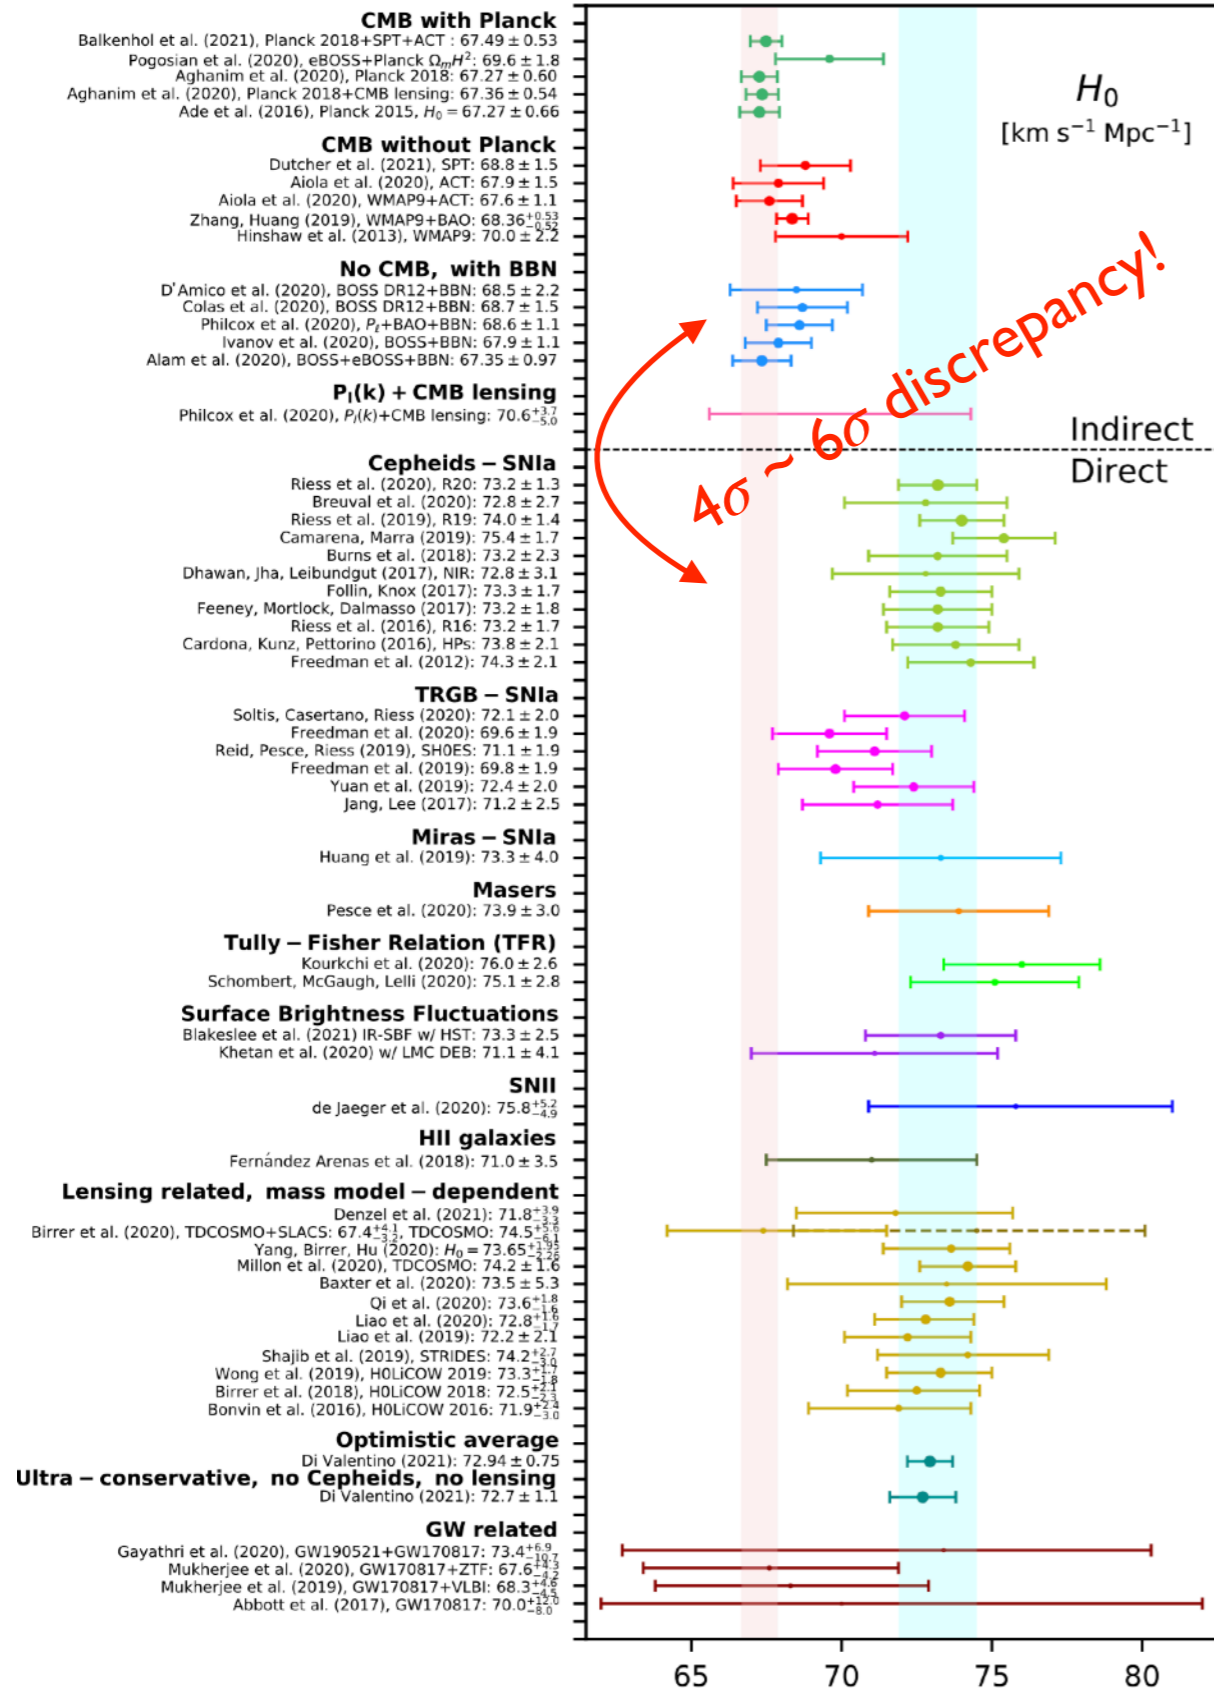 CMB with Planck
Balkenhol et al. (2021), Planck 2018+SPT+ACT : 67.49 ± 0.53
Pogosian et al. (2020), eBOSS+Planck Ω_mH²: 69.6 ± 1.8
Aghanim et al. (2020), Planck 2018: 67.27 ± 0.60
Aghanim et al. (2020), Planck 2018+CMB lensing: 67.36 ± 0.54
Ade et al. (2016), Planck 2015, H₀ = 67.27 ± 0.66
H₀
[km s⁻¹ Mpc⁻¹]
CMB without Planck
Dutcher et al. (2021), SPT: 68.8 ± 1.5
Aiola et al. (2020), ACT: 67.9 ± 1.5
Aiola et al. (2020), WMAP9+ACT: 67.6 ± 1.1
Zhang, Huang (2019), WMAP9+BAO: 68.36 +0.53 −0.52
Hinshaw et al. (2013), WMAP9: 70.0 ± 2.2
No CMB, with BBN
D'Amico et al. (2020), BOSS DR12+BBN: 68.5 ± 2.2
Colas et al. (2020), BOSS DR12+BBN: 68.7 ± 1.5
Philcox et al. (2020), P_ℓ+BAO+BBN: 68.6 ± 1.1
Ivanov et al. (2020), BOSS+BBN: 67.9 ± 1.1
Alam et al. (2020), BOSS+eBOSS+BBN: 67.35 ± 0.97
4σ ~ 6σ discrepancy!
P_l(k) + CMB lensing
Philcox et al. (2020), P_l(k)+CMB lensing: 70.6 +3.7 −5.0
Indirect
Direct
Cepheids − SNIa
Riess et al. (2020), R20: 73.2 ± 1.3
Breuval et al. (2020): 72.8 ± 2.7
Riess et al. (2019), R19: 74.0 ± 1.4
Camarena, Marra (2019): 75.4 ± 1.7
Burns et al. (2018): 73.2 ± 2.3
Dhawan, Jha, Leibundgut (2017), NIR: 72.8 ± 3.1
Follin, Knox (2017): 73.3 ± 1.7
Feeney, Mortlock, Dalmasso (2017): 73.2 ± 1.8
Riess et al. (2016), R16: 73.2 ± 1.7
Cardona, Kunz, Pettorino (2016), HPs: 73.8 ± 2.1
Freedman et al. (2012): 74.3 ± 2.1
TRGB − SNIa
Soltis, Casertano, Riess (2020): 72.1 ± 2.0
Freedman et al. (2020): 69.6 ± 1.9
Reid, Pesce, Riess (2019), SH0ES: 71.1 ± 1.9
Freedman et al. (2019): 69.8 ± 1.9
Yuan et al. (2019): 72.4 ± 2.0
Jang, Lee (2017): 71.2 ± 2.5
Miras − SNIa
Huang et al. (2019): 73.3 ± 4.0
Masers
Pesce et al. (2020): 73.9 ± 3.0
Tully − Fisher Relation (TFR)
Kourkchi et al. (2020): 76.0 ± 2.6
Schombert, McGaugh, Lelli (2020): 75.1 ± 2.8
Surface Brightness Fluctuations
Blakeslee et al. (2021) IR-SBF w/ HST: 73.3 ± 2.5
Khetan et al. (2020) w/ LMC DEB: 71.1 ± 4.1
SNII
de Jaeger et al. (2020): 75.8 +5.2 −4.9
HII galaxies
Fernández Arenas et al. (2018): 71.0 ± 3.5
Lensing related, mass model − dependent
Denzel et al. (2021): 71.8 +3.9 −3.3
Birrer et al. (2020), TDCOSMO+SLACS: 67.4 +4.1 −3.2, TDCOSMO: 74.5 +5.6 −6.1
Yang, Birrer, Hu (2020): H₀ = 73.65 +1.95 −2.26
Millon et al. (2020), TDCOSMO: 74.2 ± 1.6
Baxter et al. (2020): 73.5 ± 5.3
Qi et al. (2020): 73.6 +1.8 −1.6
Liao et al. (2020): 72.8 +1.6 −1.7
Liao et al. (2019): 72.2 ± 2.1
Shajib et al. (2019), STRIDES: 74.2 +2.7 −3.0
Wong et al. (2019), H0LiCOW 2019: 73.3 +1.7 −1.8
Birrer et al. (2018), H0LiCOW 2018: 72.5 +2.1 −2.3
Bonvin et al. (2016), H0LiCOW 2016: 71.9 +2.4 −3.0
Optimistic average
Di Valentino (2021): 72.94 ± 0.75
Ultra − conservative, no Cepheids, no lensing
Di Valentino (2021): 72.7 ± 1.1
GW related
Gayathri et al. (2020), GW190521+GW170817: 73.4 +6.9 −10.7
Mukherjee et al. (2020), GW170817+ZTF: 67.6 +4.3 −4.2
Mukherjee et al. (2019), GW170817+VLBI: 68.3 +4.6 −4.5
Abbott et al. (2017), GW170817: 70.0 +12.0 −8.0
65 70 75 80